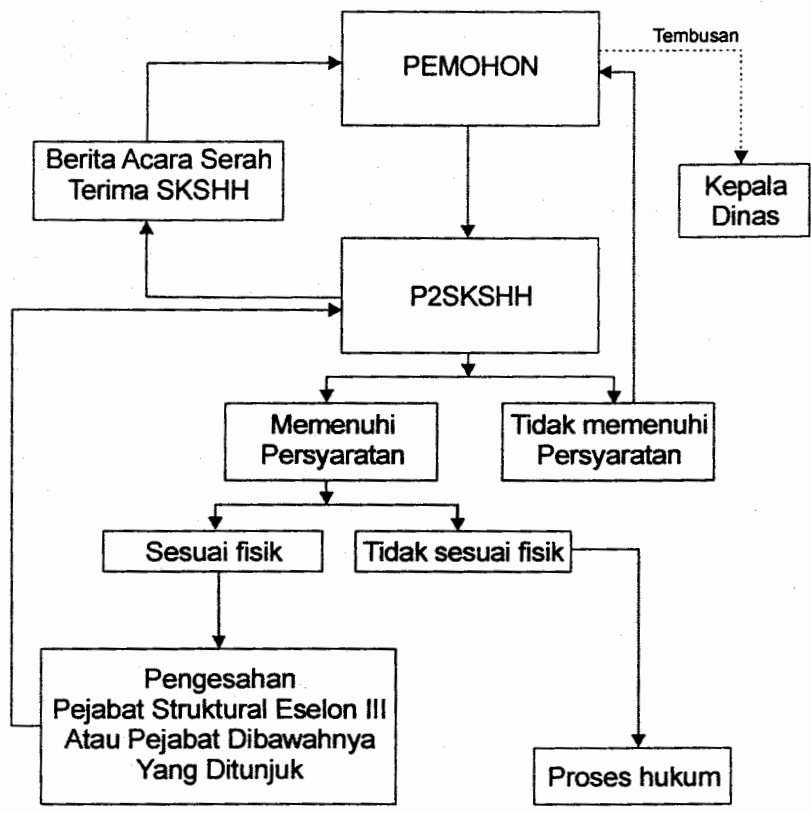 Tembusan
PEMOHON
Berita Acara Serah
Terima SKSHH
Kepala
Dinas
P2SKSHH
Memenuhi
Persyaratan
Tidak memenuhi
Persyaratan
Sesuai fisik
Tidak sesuai fisik
Pengesahan
Pejabat Struktural Eselon III
Atau Pejabat Dibawahnya
Yang Ditunjuk
Proses hukum